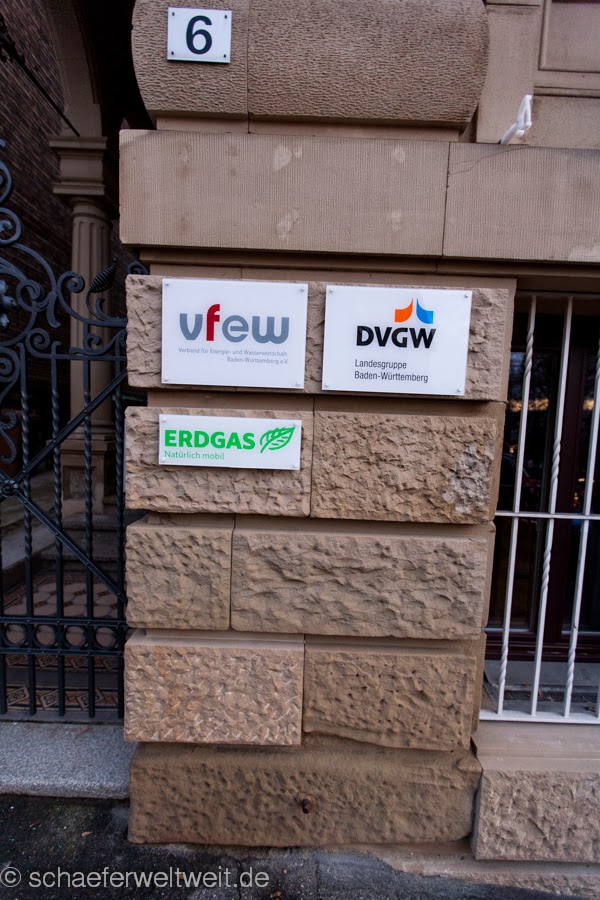 6
vfew
Verband für Energie- und Wasserwirtschaft
Baden-Württemberg e.V.
DVGW
Landesgruppe
Baden-Württemberg
ERDGAS
Natürlich mobil
© schaeferweltweit.de